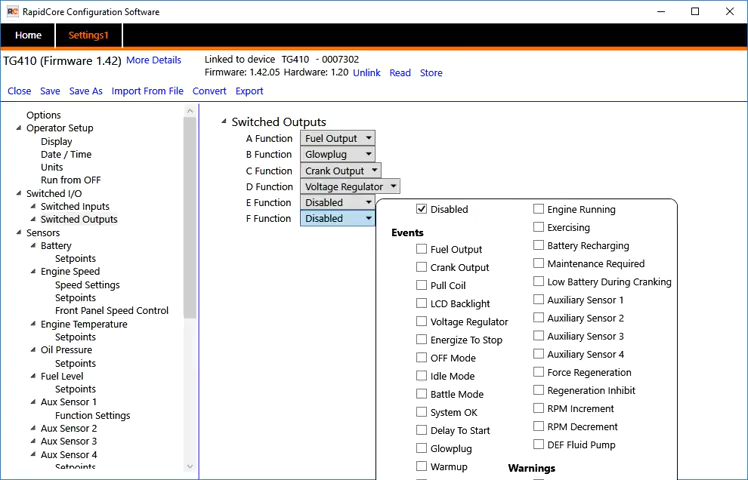 RC RapidCore Configuration Software
Home Settings1
TG410 (Firmware 1.42) More Details
Linked to device TG410 - 0007302
Firmware: 1.42.05 Hardware: 1.20 Unlink Read Store
Close Save Save As Import From File Convert Export
Options
Operator Setup
Display
Date / Time
Units
Run from OFF
Switched I/O
Switched Inputs
Switched Outputs
Sensors
Battery
Setpoints
Engine Speed
Speed Settings
Setpoints
Front Panel Speed Control
Engine Temperature
Setpoints
Oil Pressure
Setpoints
Fuel Level
Setpoints
Aux Sensor 1
Function Settings
Aux Sensor 2
Aux Sensor 3
Aux Sensor 4
Setpoints
Switched Outputs
A Function Fuel Output
B Function Glowplug
C Function Crank Output
D Function Voltage Regulator
E Function Disabled
F Function Disabled
Disabled
Events
Fuel Output
Crank Output
Pull Coil
LCD Backlight
Voltage Regulator
Energize To Stop
OFF Mode
Idle Mode
Battle Mode
System OK
Delay To Start
Glowplug
Warmup
Engine Running
Exercising
Battery Recharging
Maintenance Required
Low Battery During Cranking
Auxiliary Sensor 1
Auxiliary Sensor 2
Auxiliary Sensor 3
Auxiliary Sensor 4
Force Regeneration
Regeneration Inhibit
RPM Increment
RPM Decrement
DEF Fluid Pump
Warnings